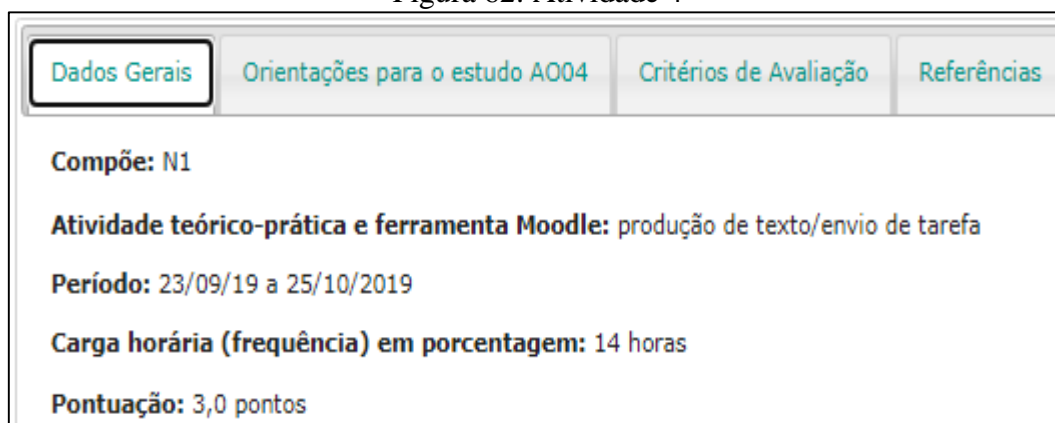 Figura 82: Atividade 4
Dados Gerais Orientações para o estudo AO04 Critérios de Avaliação Referências
Compõe: N1
Atividade teórico-prática e ferramenta Moodle: produção de texto/envio de tarefa
Período: 23/09/19 a 25/10/2019
Carga horária (frequência) em porcentagem: 14 horas
Pontuação: 3,0 pontos